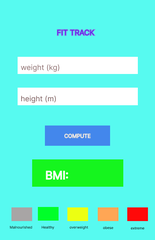 FIT TRACK
weight (kg)
height (m)
COMPUTE
BMI:
Malnourished Healthy overweight obese extreme